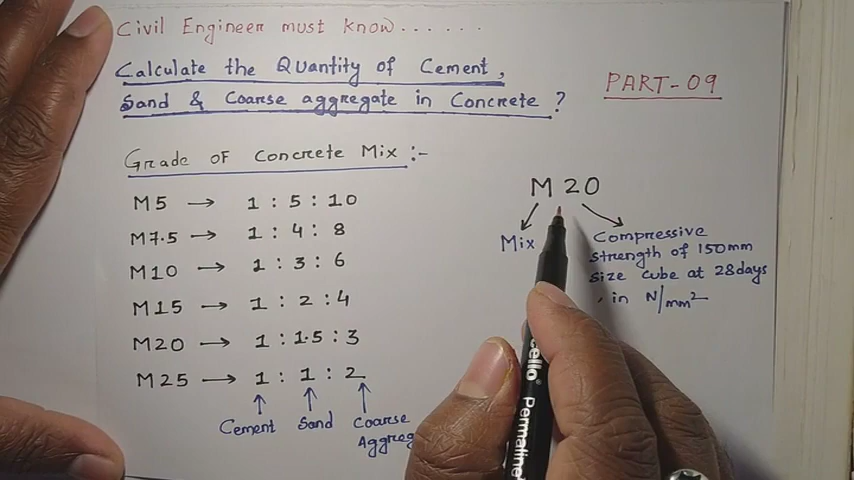 Civil Engineer must know......
Calculate the Quantity of Cement,
Sand & Coarse aggregate in Concrete ?
PART-09
Grade of Concrete Mix :-
M5 → 1 : 5 : 10
M7.5 → 1 : 4 : 8
M10 → 1 : 3 : 6
M15 → 1 : 2 : 4
M20 → 1 : 1.5 : 3
M25 → 1 : 1 : 2
Cement Sand Coarse
Aggreg
M 20
Mix
Compressive
strength of 150mm
size cube at 28days
, in N/mm²
cello Permaline